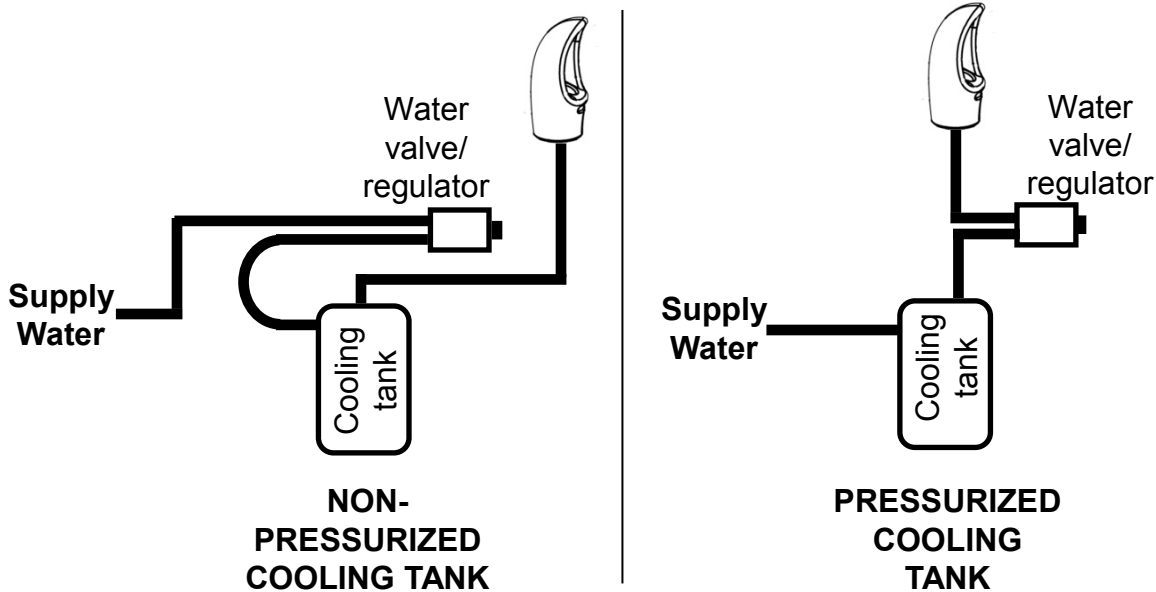 Water
valve/
regulator
Supply
Water
Cooling
tank
NON-
PRESSURIZED
COOLING TANK
Water
valve/
regulator
Supply
Water
Cooling
tank
PRESSURIZED
COOLING
TANK